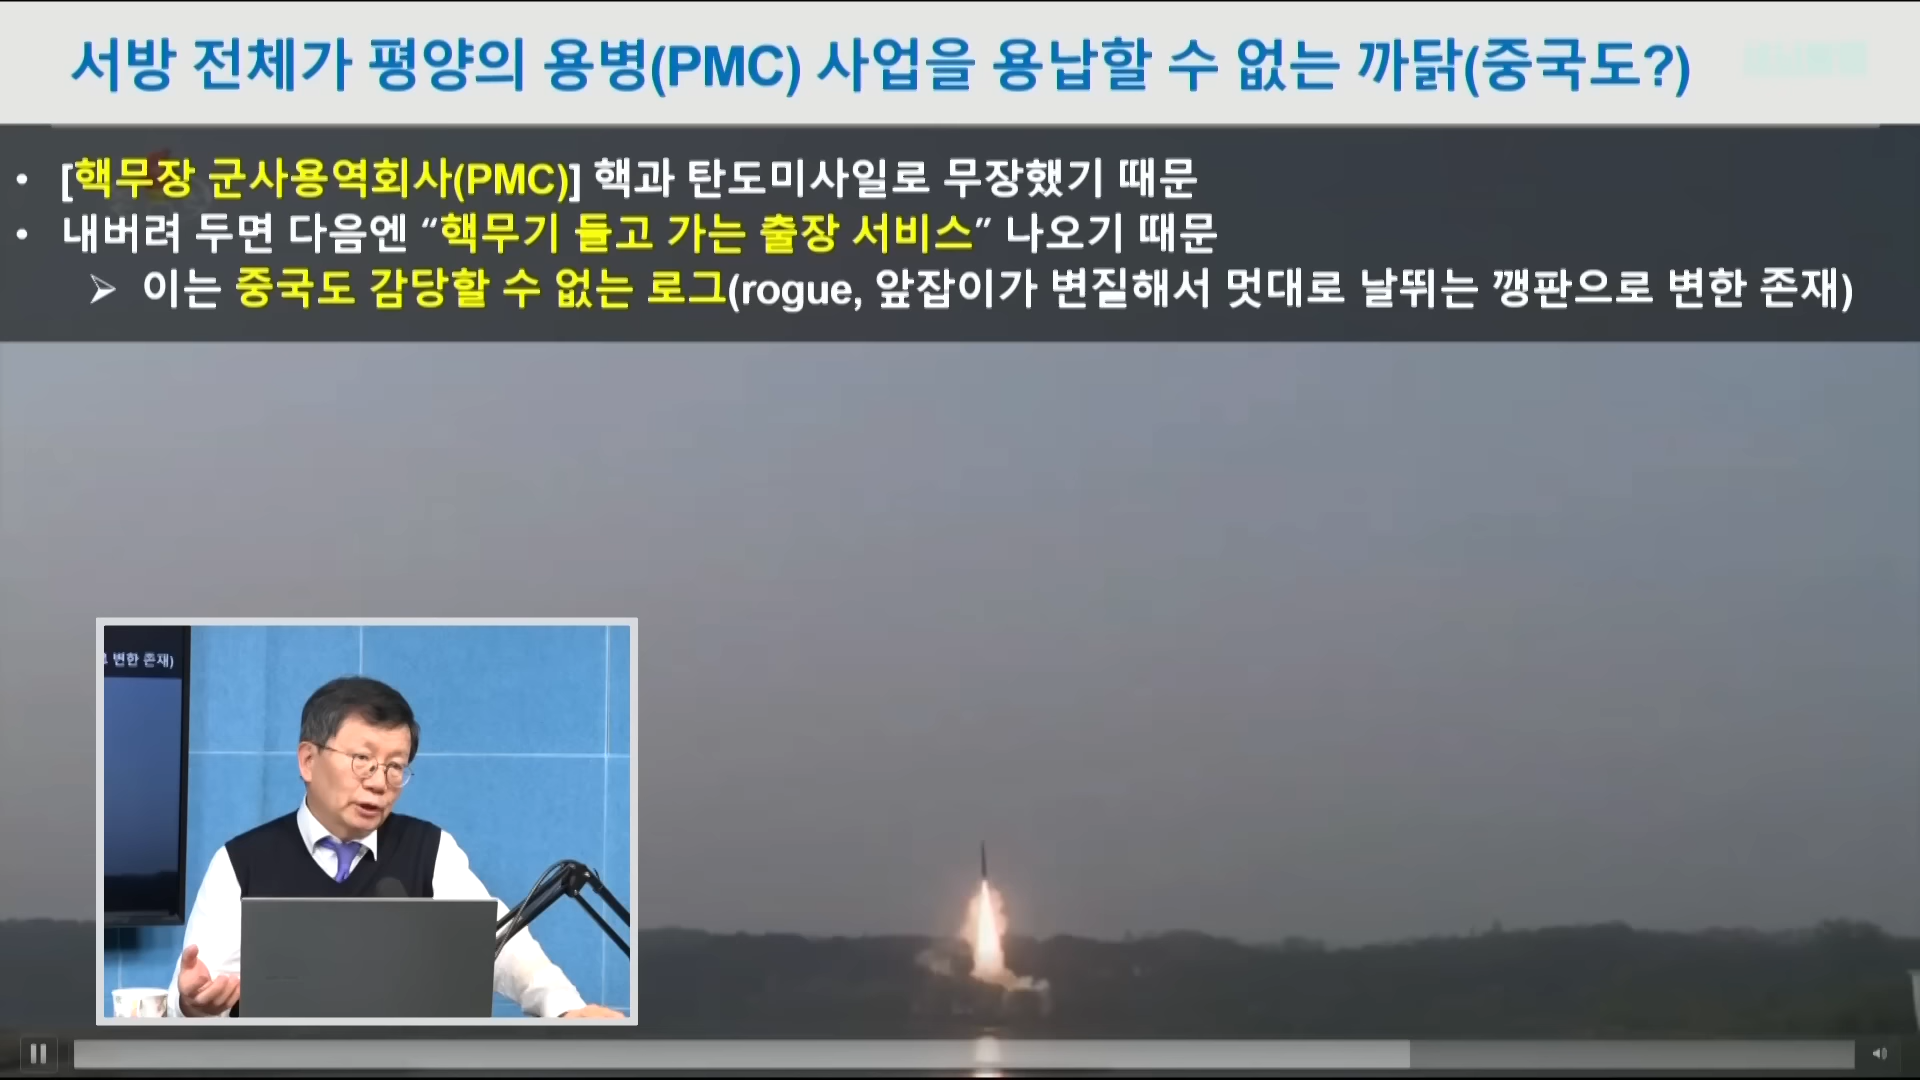 서방 전체가 평양의 용병(PMC) 사업을 용납할 수 없는 까닭(중국도?)
• [핵무장 군사용역회사(PMC)] 핵과 탄도미사일로 무장했기 때문
• 내버려 두면 다음엔 “핵무기 들고 가는 출장 서비스” 나오기 때문
➢ 이는 중국도 감당할 수 없는 로그(rogue, 앞잡이가 변질해서 멋대로 날뛰는 깽판으로 변한 존재)
변한 존재)